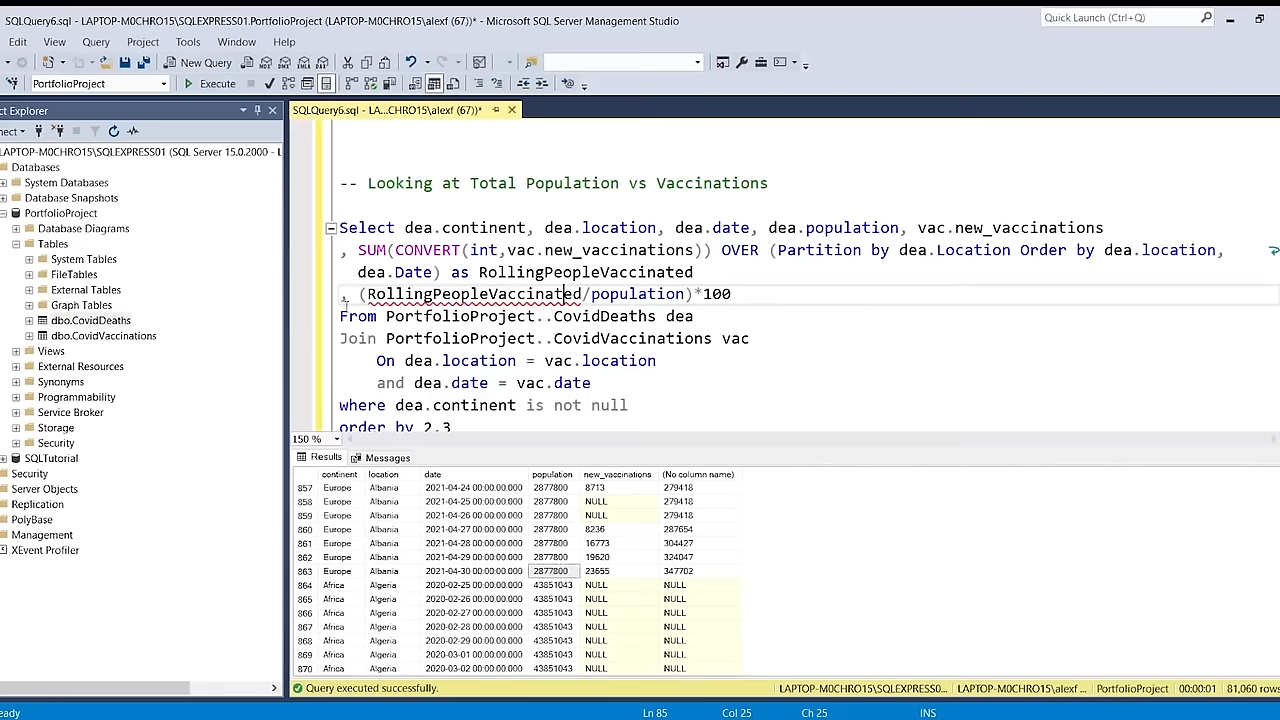 SQLQuery6.sql - LAPTOP-M0CHRO15\SQLEXPRESS01.PortfolioProject (LAPTOP-M0CHRO15\alexf (67))* - Microsoft SQL Server Management Studio
Quick Launch (Ctrl+Q)
Edit View Query Project Tools Window Help
New Query
PortfolioProject Execute
ct Explorer
SQLQuery6.sql - LA...CHRO15\alexf (67))*
nect
LAPTOP-M0CHRO15\SQLEXPRESS01 (SQL Server 15.0.2000 - L
Databases
System Databases
Database Snapshots
PortfolioProject
Database Diagrams
Tables
System Tables
FileTables
External Tables
Graph Tables
dbo.CovidDeaths
dbo.CovidVaccinations
Views
External Resources
Synonyms
Programmability
Service Broker
Storage
Security
SQLTutorial
Security
Server Objects
Replication
PolyBase
Management
XEvent Profiler
-- Looking at Total Population vs Vaccinations
Select dea.continent, dea.location, dea.date, dea.population, vac.new_vaccinations
, SUM(CONVERT(int,vac.new_vaccinations)) OVER (Partition by dea.Location Order by dea.location,
dea.Date) as RollingPeopleVaccinated
, (RollingPeopleVaccinated/population)*100
From PortfolioProject..CovidDeaths dea
Join PortfolioProject..CovidVaccinations vac
On dea.location = vac.location
and dea.date = vac.date
where dea.continent is not null
order by 2,3
150 %
Results Messages
continent location date population new_vaccinations (No column name)
857 Europe Albania 2021-04-24 00:00:00.000 2877800 8713 279418
858 Europe Albania 2021-04-25 00:00:00.000 2877800 NULL 279418
859 Europe Albania 2021-04-26 00:00:00.000 2877800 NULL 279418
860 Europe Albania 2021-04-27 00:00:00.000 2877800 8236 287654
861 Europe Albania 2021-04-28 00:00:00.000 2877800 16773 304427
862 Europe Albania 2021-04-29 00:00:00.000 2877800 19620 324047
863 Europe Albania 2021-04-30 00:00:00.000 2877800 23655 347702
864 Africa Algeria 2020-02-25 00:00:00.000 43851043 NULL NULL
865 Africa Algeria 2020-02-26 00:00:00.000 43851043 NULL NULL
866 Africa Algeria 2020-02-27 00:00:00.000 43851043 NULL NULL
867 Africa Algeria 2020-02-28 00:00:00.000 43851043 NULL NULL
868 Africa Algeria 2020-02-29 00:00:00.000 43851043 NULL NULL
869 Africa Algeria 2020-03-01 00:00:00.000 43851043 NULL NULL
870 Africa Algeria 2020-03-02 00:00:00.000 43851043 NULL NULL
Query executed successfully. LAPTOP-M0CHRO15\SQLEXPRESS0... LAPTOP-M0CHRO15\alexf ... PortfolioProject 00:00:01 81,060 rows
eady Ln 85 Col 25 Ch 25 INS